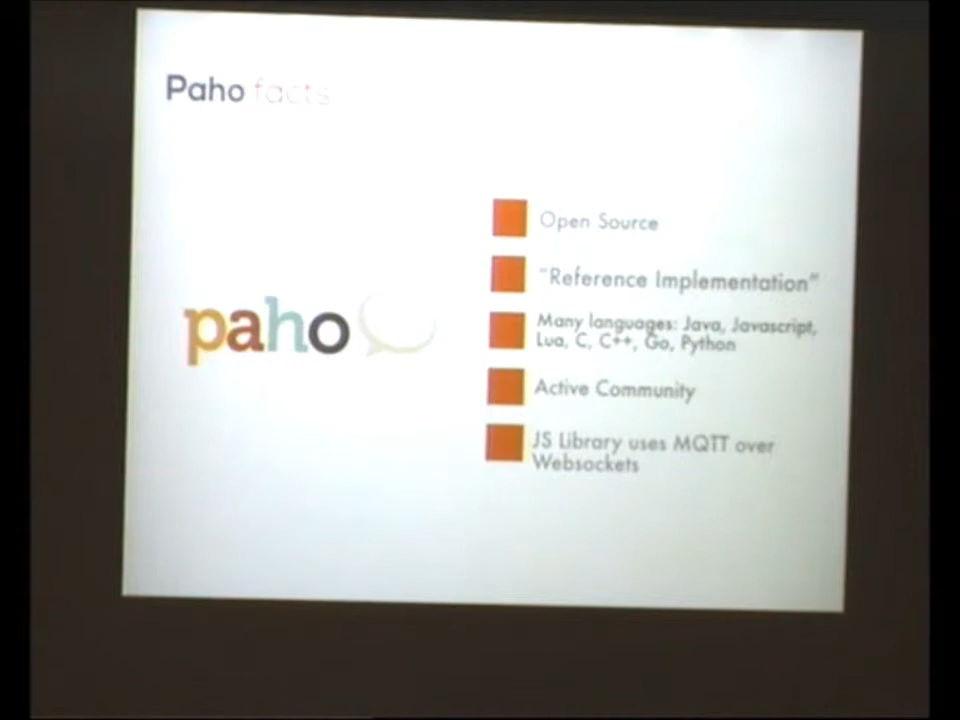 Paho facts
Open Source
"Reference Implementation"
Many languages: Java, Javascript,
Lua, C, C++, Go, Python
paho
Active Community
JS Library uses MQTT over
Websockets